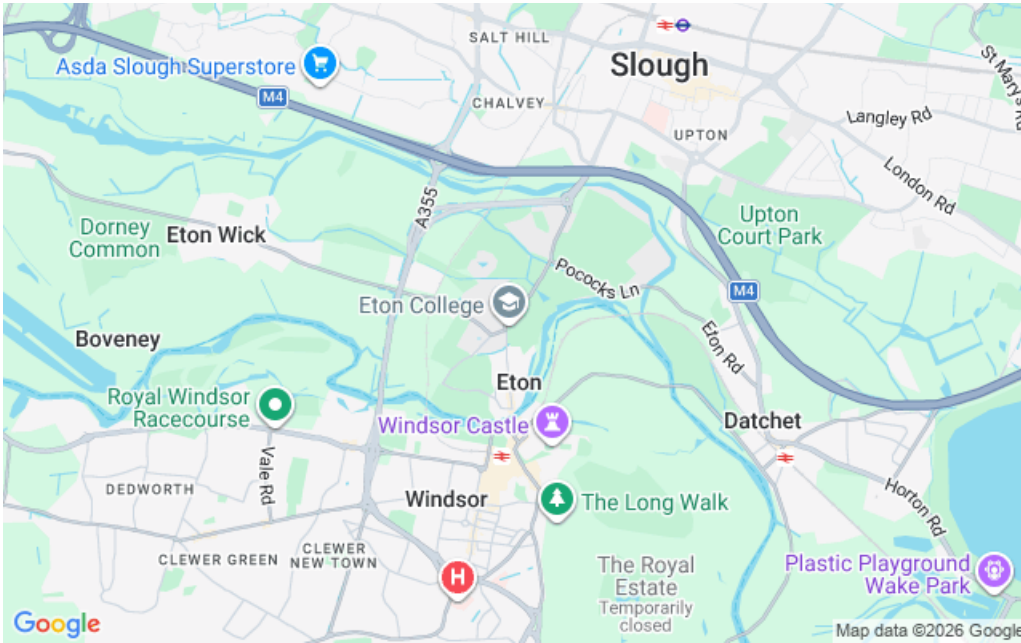 SALT HILL
Slough
St Mary's Rd
Asda Slough Superstore
M4
CHALVEY
Langley Rd
UPTON
London Rd
A355
Dorney
Common
Eton Wick
Upton
Court Park
Pococks Ln
M4
Eton College
Eton Rd
Boveney
Eton
Royal Windsor
Racecourse
Windsor Castle
Datchet
Vale Rd
DEDWORTH
Windsor
The Long Walk
Horton Rd
CLEWER GREEN
CLEWER
NEW TOWN
H
The Royal
Estate
Temporarily
closed
Plastic Playground
Wake Park
Google
Map data ©2026 Google